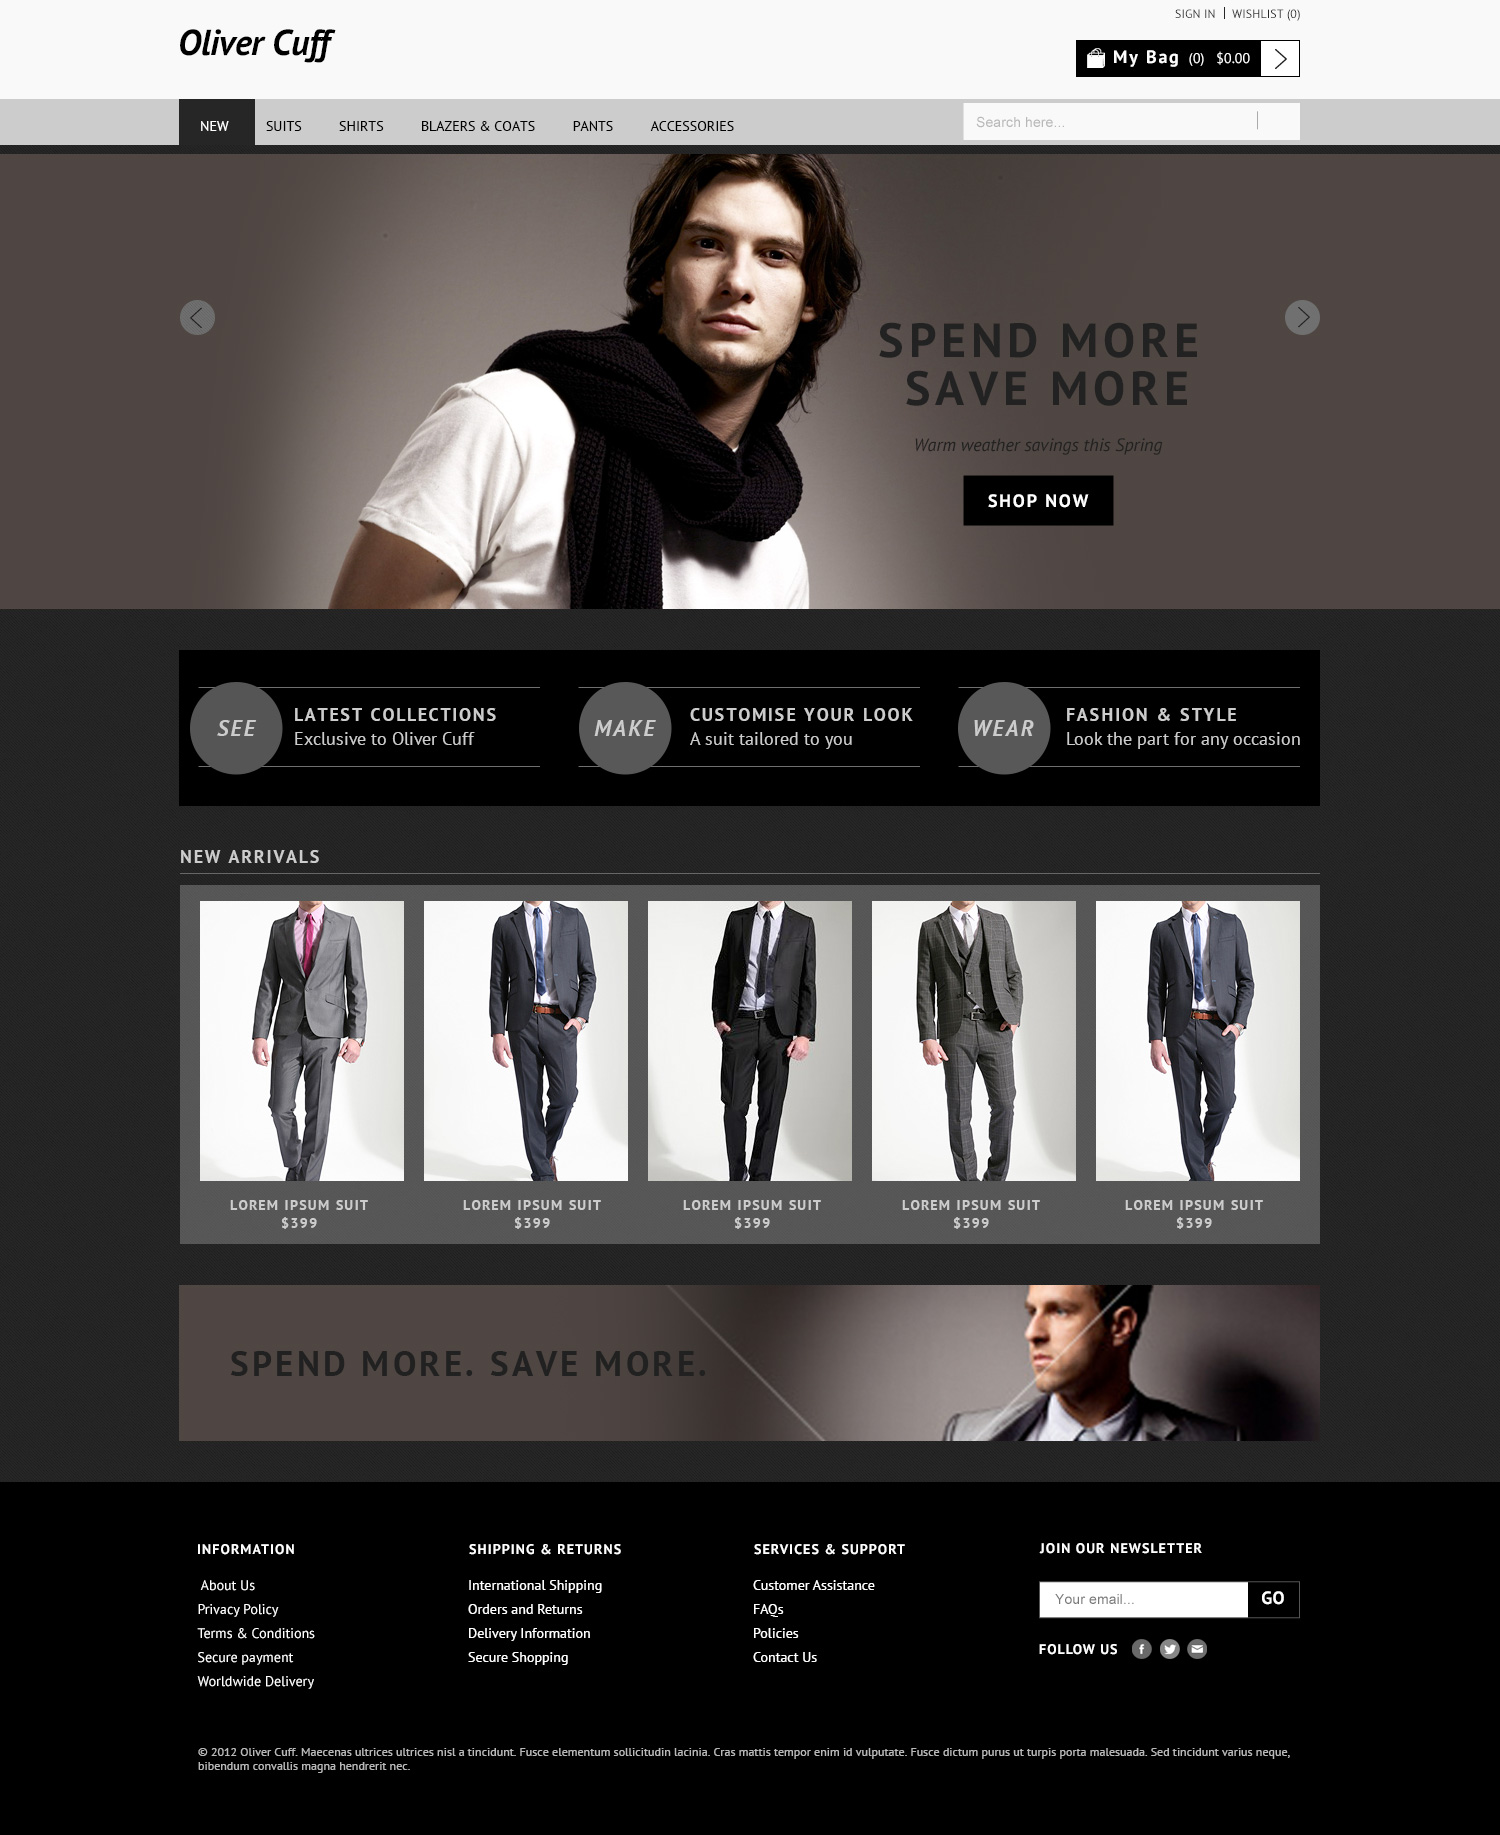 SIGN IN | WISHLIST (0)
Oliver Cuff
My Bag (0) $0.00
NEW SUITS SHIRTS BLAZERS & COATS PANTS ACCESSORIES
Search here...
SPEND MORE
SAVE MORE
Warm weather savings this Spring
SHOP NOW
SEE
LATEST COLLECTIONS
Exclusive to Oliver Cuff
MAKE
CUSTOMISE YOUR LOOK
A suit tailored to you
WEAR
FASHION & STYLE
Look the part for any occasion
NEW ARRIVALS
LOREM IPSUM SUIT
$399
LOREM IPSUM SUIT
$399
LOREM IPSUM SUIT
$399
LOREM IPSUM SUIT
$399
LOREM IPSUM SUIT
$399
SPEND MORE. SAVE MORE.
INFORMATION
About Us
Privacy Policy
Terms & Conditions
Secure payment
Worldwide Delivery
SHIPPING & RETURNS
International Shipping
Orders and Returns
Delivery Information
Secure Shopping
SERVICES & SUPPORT
Customer Assistance
FAQs
Policies
Contact Us
JOIN OUR NEWSLETTER
Your email... GO
FOLLOW US
© 2012 Oliver Cuff. Maecenas ultrices ultrices nisl a tincidunt. Fusce elementum sollicitudin lacinia. Cras mattis tempor enim id vulputate. Fusce dictum purus ut turpis porta malesuada. Sed tincidunt varius neque,
bibendum convallis magna hendrerit nec.